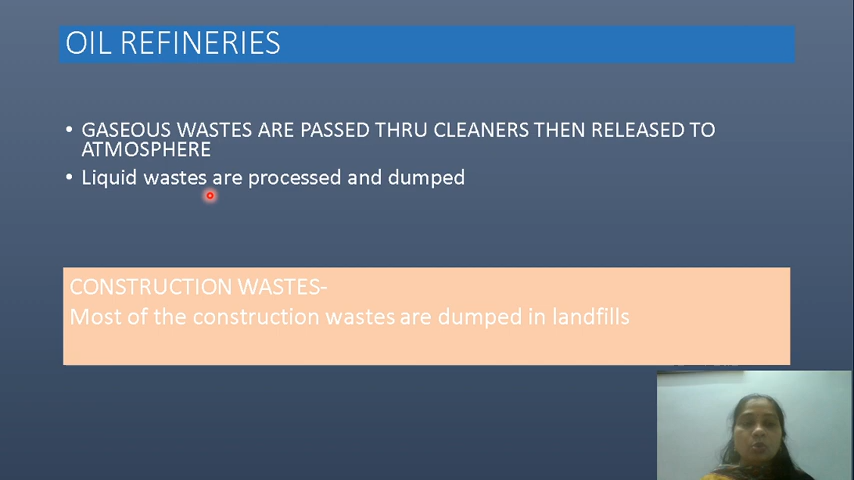 OIL REFINERIES
• GASEOUS WASTES ARE PASSED THRU CLEANERS THEN RELEASED TO
ATMOSPHERE
• Liquid wastes are processed and dumped
CONSTRUCTION WASTES-
Most of the construction wastes are dumped in landfills